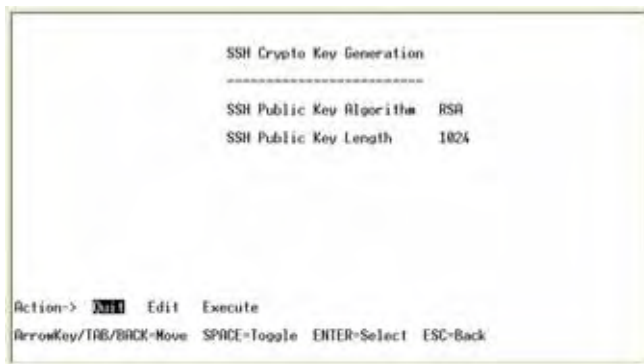 SSH Crypto Key Generation
-------------------------
SSH Public Key Algorithm RSA
SSH Public Key Length 1024
Action-> Quit Edit Execute
ArrowKey/TAB/BACK=Move SPACE=Toggle ENTER=Select ESC=Back